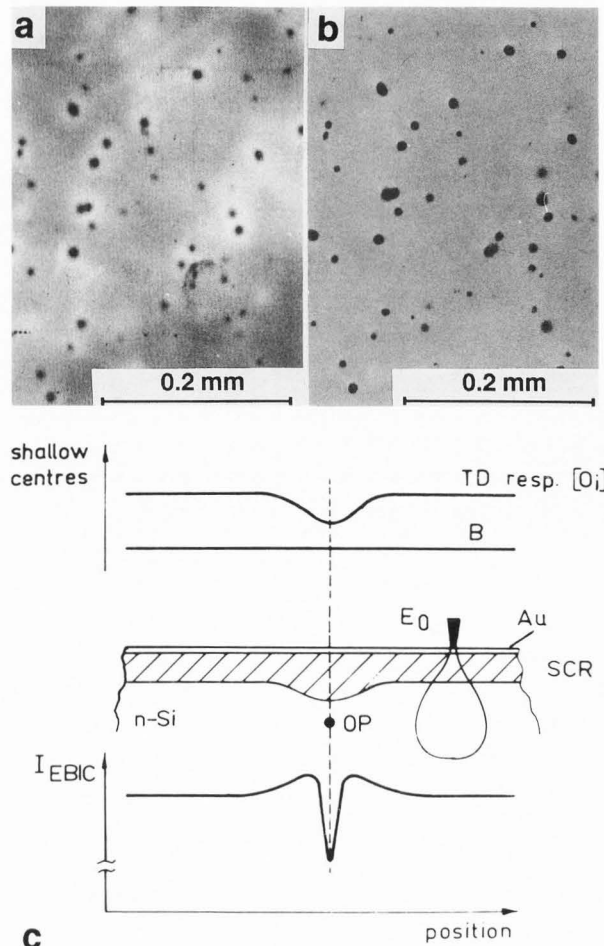 a
b
0.2 mm
0.2 mm
shallow
centres
TD resp. [Oi]
B
E0
Au
SCR
n-Si
OP
IEBIC
c
position